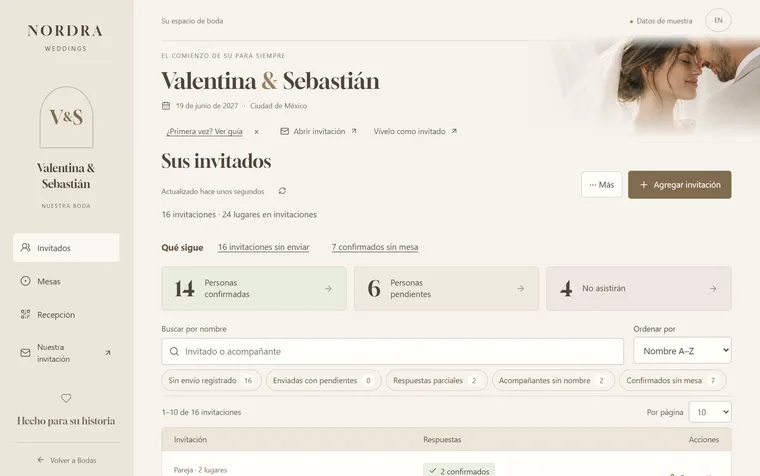 NORDRA
WEDDINGS
V&S
Valentina &
Sebastián
NUESTRA BODA
Invitados
Mesas
Recepción
Nuestra
invitación
Hecho para su historia
Volver a Bodas
Su espacio de boda
Datos de muestra
EN
EL COMIENZO DE SU PARA SIEMPRE
Valentina & Sebastián
19 de junio de 2027 · Ciudad de México
¿Primera vez? Ver guía ×
Abrir invitación
Vívelo como invitado
Sus invitados
Actualizado hace unos segundos
16 invitaciones · 24 lugares en invitaciones
··· Más
+ Agregar invitación
Qué sigue
16 invitaciones sin enviar
7 confirmados sin mesa
14 Personas
confirmadas
6 Personas
pendientes
4 No asistirán
Buscar por nombre
Invitado o acompañante
Ordenar por
Nombre A–Z
Sin envío registrado 16
Enviadas con pendientes 0
Respuestas parciales 2
Acompañantes sin nombre 2
Confirmados sin mesa 7
1–10 de 16 invitaciones
Por página 10
Invitación
Respuestas
Acciones
Pareja · 2 lugares
2 confirmados